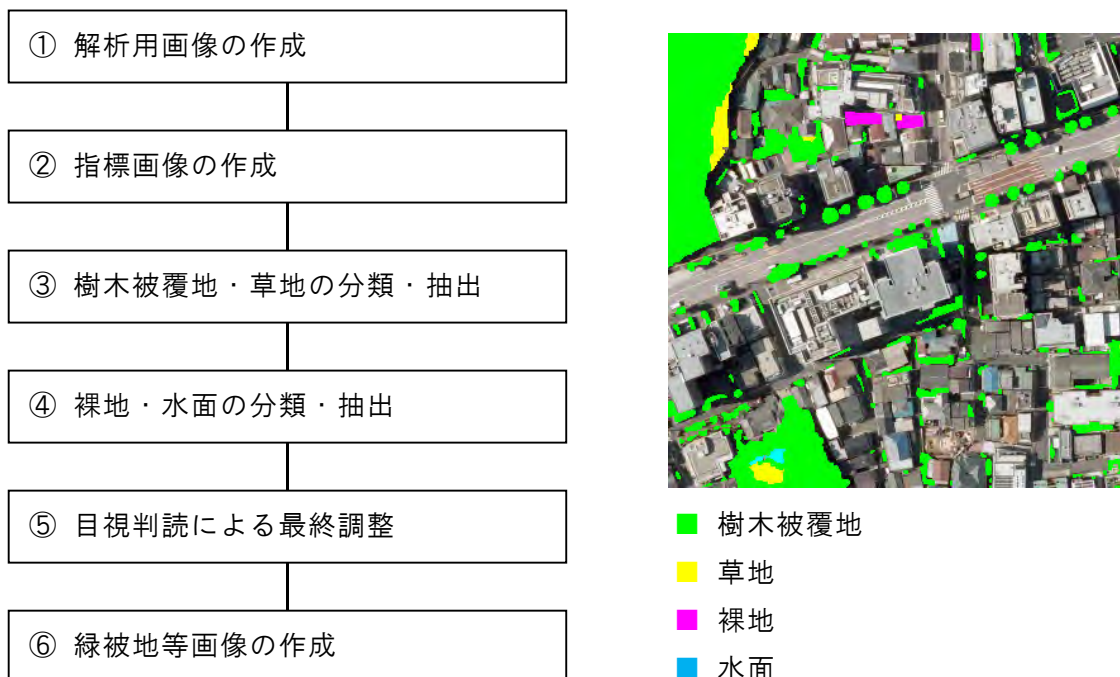 ① 解析用画像の作成
② 指標画像の作成
③ 樹木被覆地・草地の分類・抽出
④ 裸地・水面の分類・抽出
⑤ 目視判読による最終調整
⑥ 緑被地等画像の作成
樹木被覆地
草地
裸地
水面